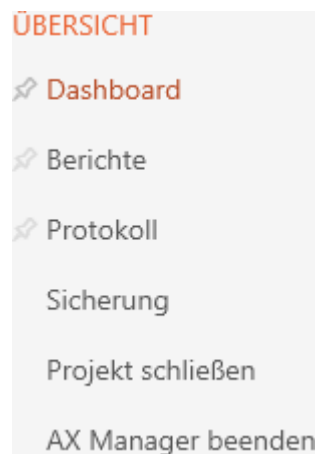 ÜBERSICHT
Dashboard
Berichte
Protokoll
Sicherung
Projekt schließen
AX Manager beenden